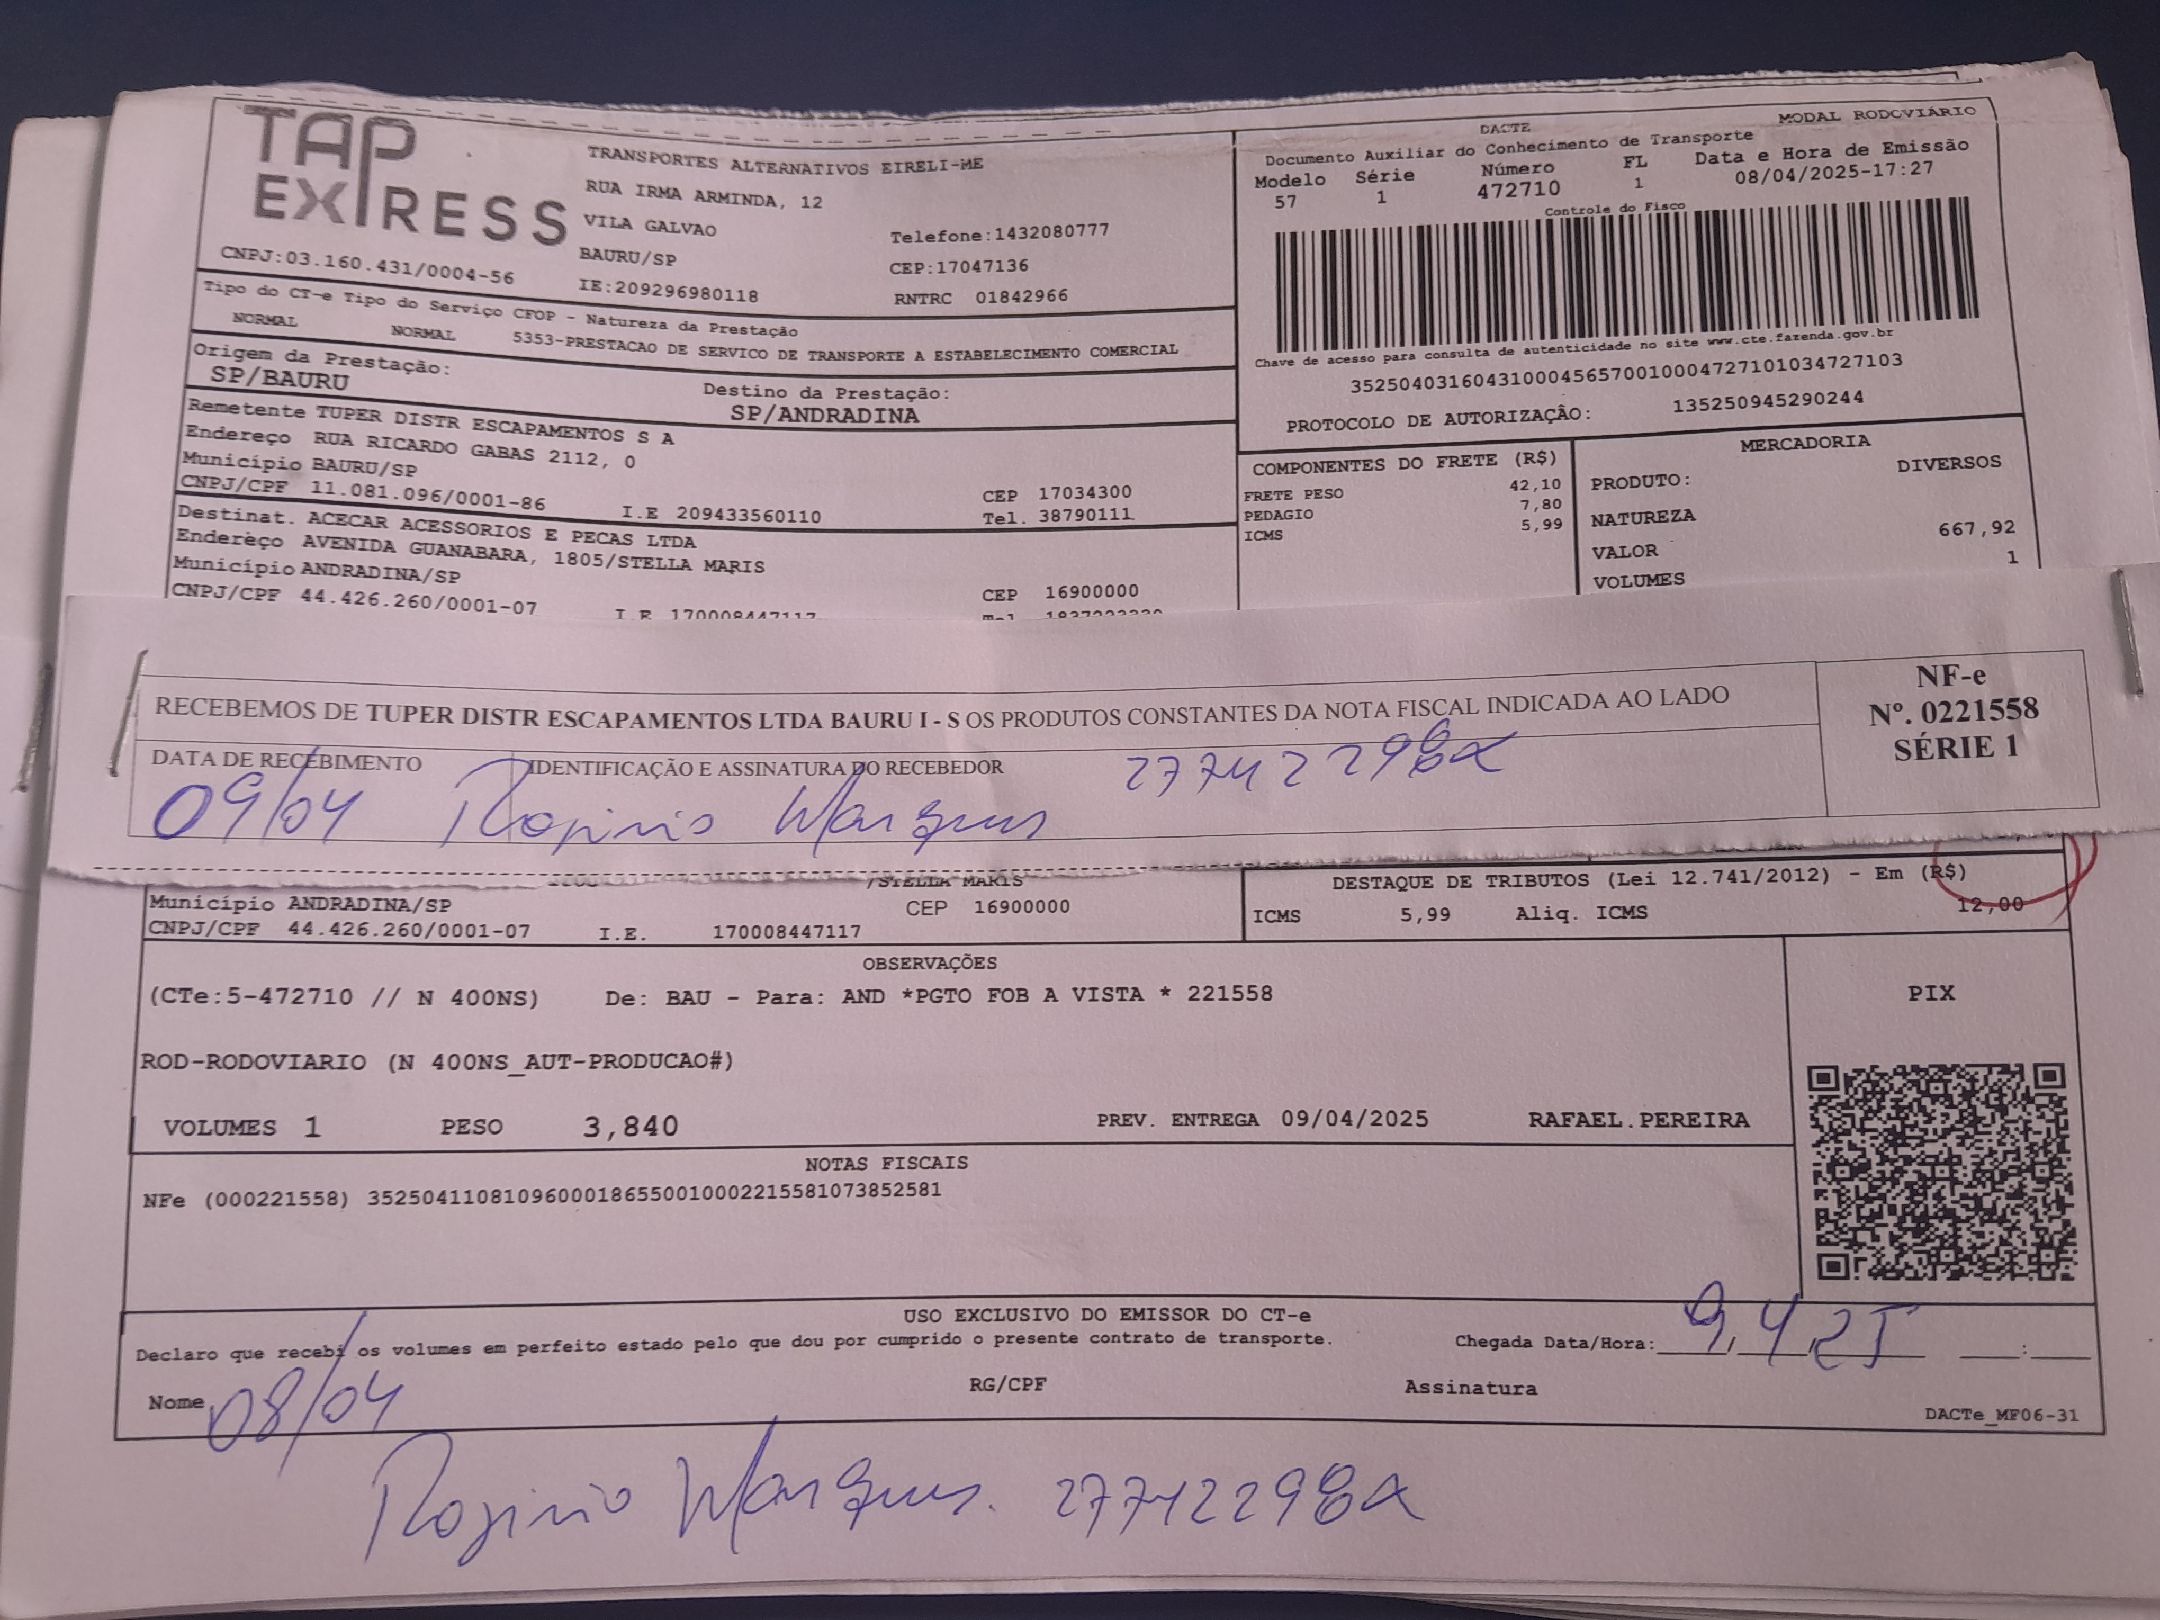 TAP EXPRESS
TRANSPORTES ALTERNATIVOS EIRELI-ME
RUA IRMA ARMINDA, 12
VILA GALVAO
Telefone:1432080777
BAURU/SP
CEP:17047136
CNPJ:03.160.431/0004-56
IE:209296980118
RNTRC 01842966
DACTE
MODAL RODOVIÁRIO
Documento Auxiliar do Conhecimento de Transporte
Modelo Série Número FL Data e Hora de Emissão
57 1 472710 1 08/04/2025-17:27
Controle do Fisco
Chave de acesso para consulta de autenticidade no site www.cte.fazenda.gov.br
35250403160431000456570010004727101034727103
PROTOCOLO DE AUTORIZAÇÃO: 135250945290244
Tipo do CT-e Tipo do Serviço CFOP - Natureza da Prestação
NORMAL NORMAL 5353-PRESTACAO DE SERVICO DE TRANSPORTE A ESTABELECIMENTO COMERCIAL
Origem da Prestação:
SP/BAURU
Destino da Prestação:
SP/ANDRADINA
Remetente TUPER DISTR ESCAPAMENTOS S A
Endereço RUA RICARDO GABAS 2112, 0
Município BAURU/SP
CEP 17034300
CNPJ/CPF 11.081.096/0001-86 I.E 209433560110 Tel. 38790111
Destinat. ACECAR ACESSORIOS E PECAS LTDA
Endereço AVENIDA GUANABARA, 1805/STELLA MARIS
Município ANDRADINA/SP
CEP 16900000
CNPJ/CPF 44.426.260/0001-07 I.E 170008447117
COMPONENTES DO FRETE (R$)
FRETE PESO 42,10
PEDAGIO 7,80
ICMS 5,99
MERCADORIA
PRODUTO: DIVERSOS
NATUREZA
VALOR 667,92
VOLUMES 1
RECEBEMOS DE TUPER DISTR ESCAPAMENTOS LTDA BAURU I - S OS PRODUTOS CONSTANTES DA NOTA FISCAL INDICADA AO LADO
NF-e
Nº. 0221558
SÉRIE 1
DATA DE RECEBIMENTO
IDENTIFICAÇÃO E ASSINATURA DO RECEBEDOR
09/04
/STELLA MARIS
Município ANDRADINA/SP
CEP 16900000
CNPJ/CPF 44.426.260/0001-07 I.E. 170008447117
DESTAQUE DE TRIBUTOS (Lei 12.741/2012) - Em (R$)
ICMS 5,99 Aliq. ICMS 12,00
OBSERVAÇÕES
(CTe:5-472710 // N 400NS) De: BAU - Para: AND *PGTO FOB A VISTA * 221558
PIX
ROD-RODOVIARIO (N 400NS_AUT-PRODUCAO#)
VOLUMES 1 PESO 3,840 PREV. ENTREGA 09/04/2025 RAFAEL.PEREIRA
NOTAS FISCAIS
NFe (000221558) 35250411081096000186550010002215581073852581
USO EXCLUSIVO DO EMISSOR DO CT-e
Declaro que recebi os volumes em perfeito estado pelo que dou por cumprido o presente contrato de transporte.
Chegada Data/Hora: 9/4/25
Nome RG/CPF Assinatura
08/04
DACTe_MF06-31